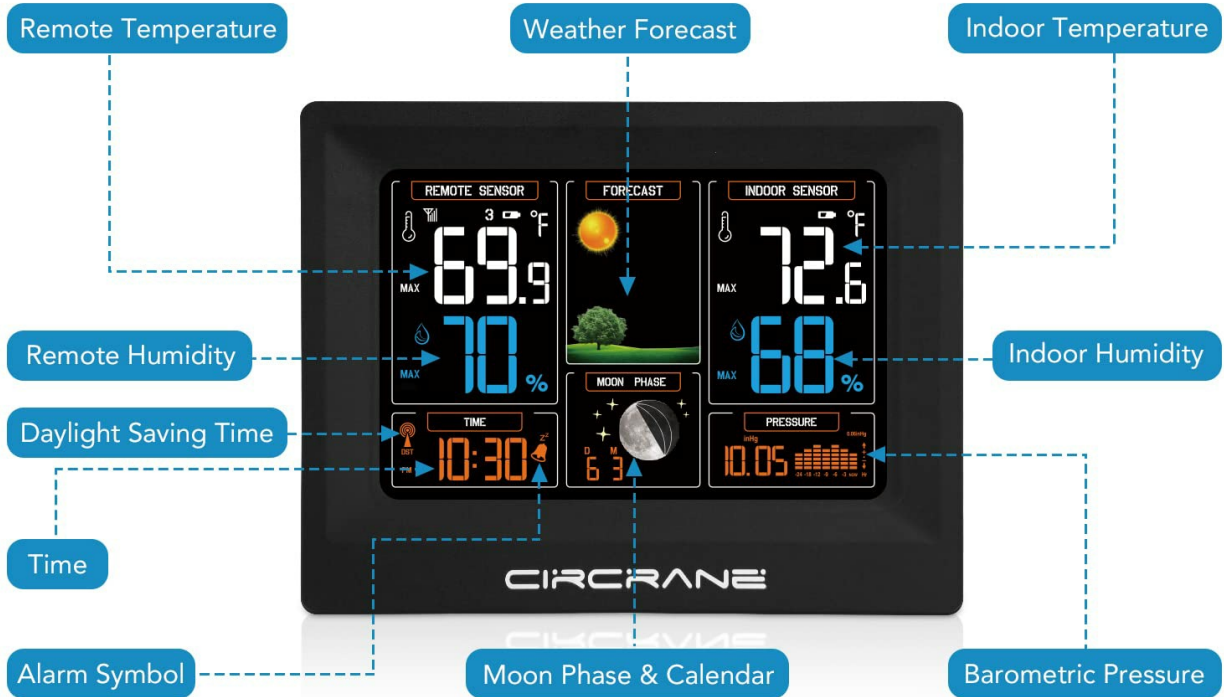 Remote Temperature
Weather Forecast
Indoor Temperature
REMOTE SENSOR
FORECAST
INDOOR SENSOR
3 °F
°F
69.9
72.6
MAX
MAX
Remote Humidity
70 %
68 %
Indoor Humidity
MAX
MAX
MOON PHASE
Daylight Saving Time
TIME
PRESSURE
DST
PM
10:30
Zz
D M
6 3
inHg
10.05
Time
CIRCRANE
Alarm Symbol
Moon Phase & Calendar
Barometric Pressure